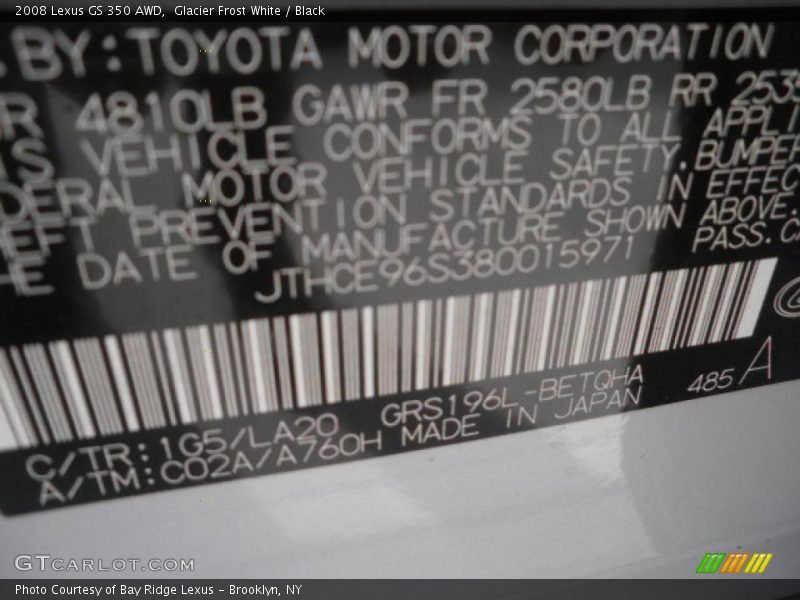 2008 Lexus GS 350 AWD, Glacier Frost White / Black
. BY: TOYOTA MOTOR CORPORATION
R 4810LB GAWR FR 2580LB RR 2535
IS VEHICLE CONFORMS TO ALL APPLI
DERAL MOTOR VEHICLE SAFETY, BUMPER
EFT PREVENTION STANDARDS IN EFFEC
HE DATE OF MANUFACTURE SHOWN ABOVE.
JTHCE96S380015971 PASS. CA
C/TR: 1G5/LA20 GRS196L-BETQHA 485 A
A/TM: C02A/A760H MADE IN JAPAN
GTCARLOT.COM
Photo Courtesy of Bay Ridge Lexus - Brooklyn, NY